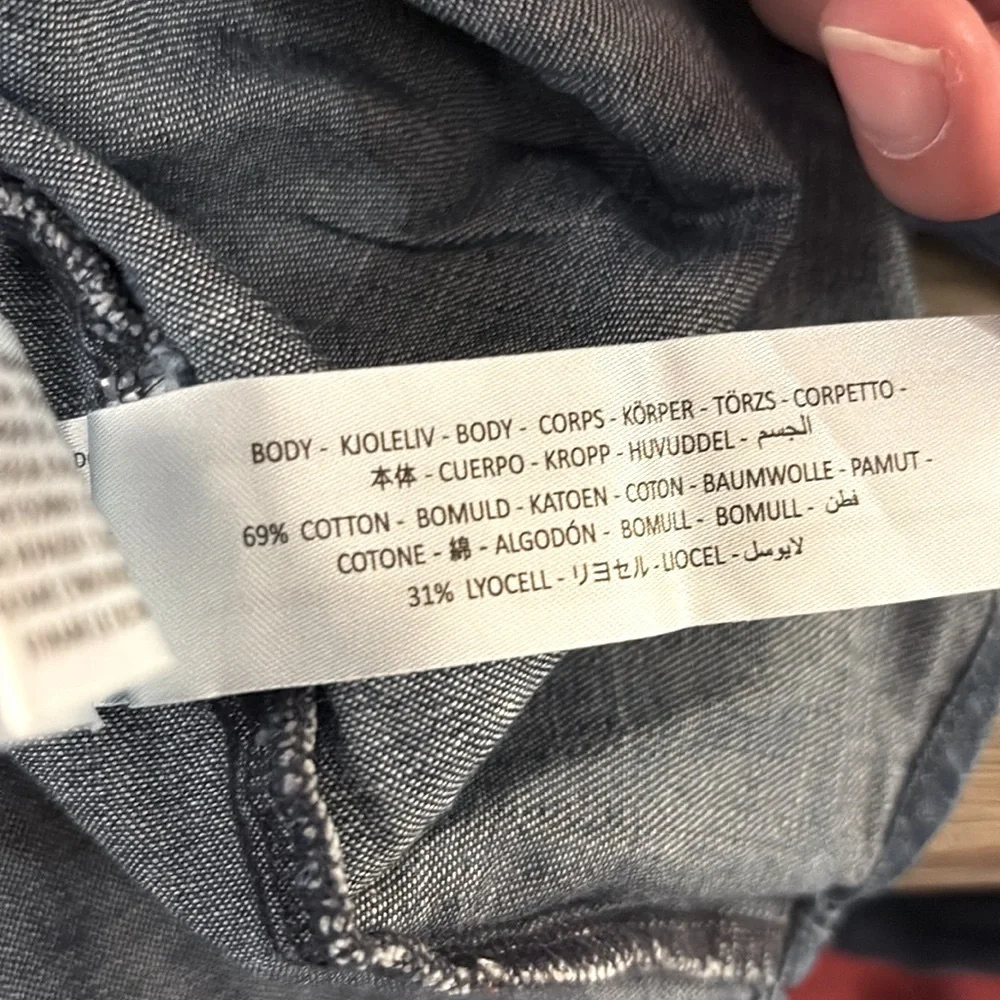 BODY - KJOLELIV - BODY - CORPS - KÖRPER - TÖRZS - CORPETTO -
本体 - CUERPO - KROPP - HUVUDDEL - الجسم
69% COTTON - BOMULD - KATOEN - COTON - BAUMWOLLE - PAMUT -
COTONE - 綿 - ALGODÓN - BOMULL - BOMULL - قطن
31% LYOCELL - リヨセル - LIOCEL - لايوسل